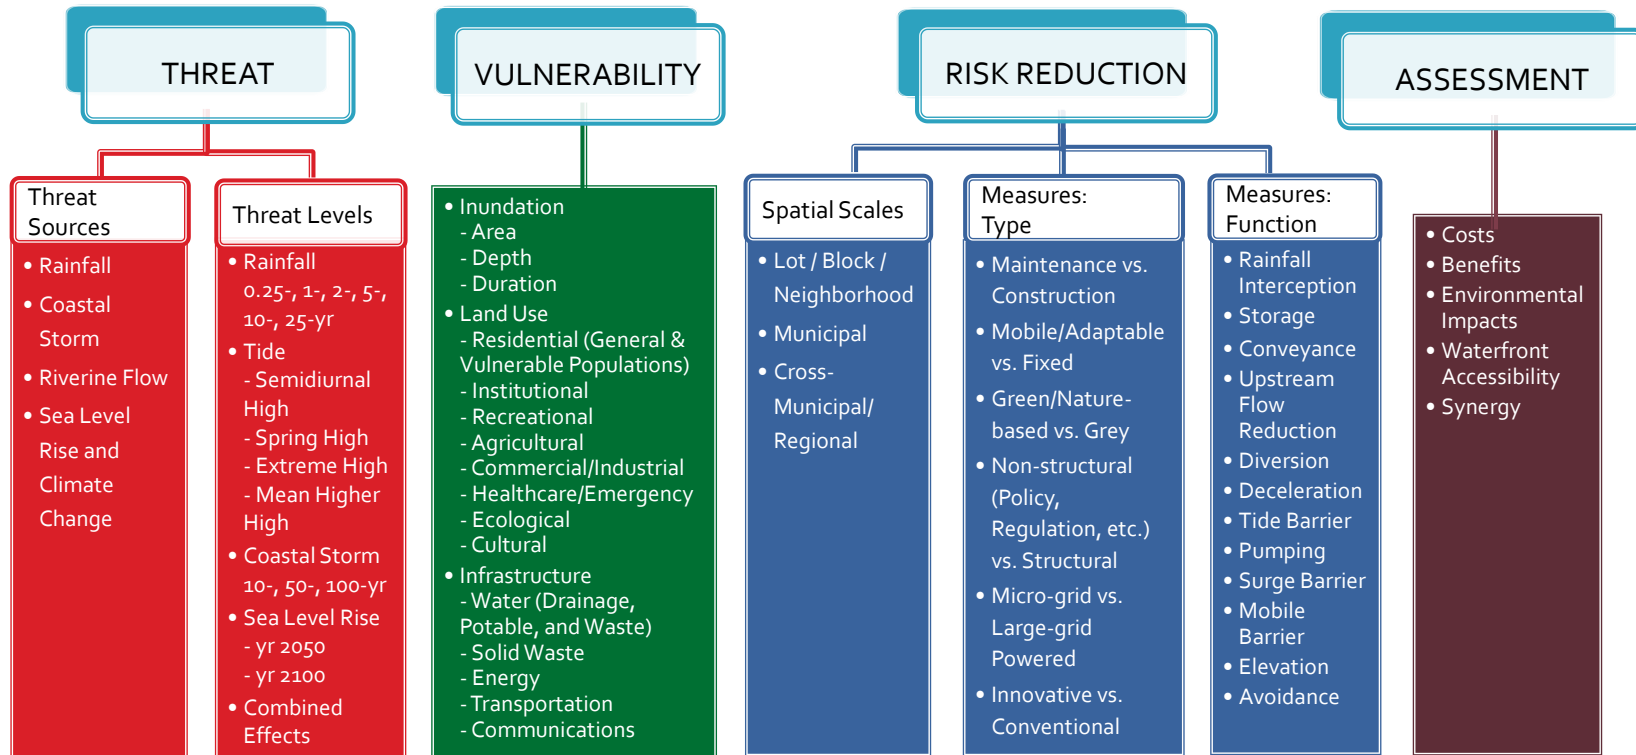 THREAT
VULNERABILITY
RISK REDUCTION
ASSESSMENT
Threat
Sources
• Rainfall
• Coastal
Storm
• Riverine Flow
• Sea Level
Rise and
Climate
Change
Threat Levels
• Rainfall
0.25-, 1-, 2-, 5-,
10-, 25-yr
• Tide
- Semidiurnal
High
- Spring High
- Extreme High
- Mean Higher
High
• Coastal Storm
10-, 50-, 100-yr
• Sea Level Rise
- yr 2050
- yr 2100
• Combined
Effects
• Inundation
- Area
- Depth
- Duration
• Land Use
- Residential (General &
Vulnerable Populations)
- Institutional
- Recreational
- Agricultural
- Commercial/Industrial
- Healthcare/Emergency
- Ecological
- Cultural
• Infrastructure
- Water (Drainage,
Potable, and Waste)
- Solid Waste
- Energy
- Transportation
- Communications
Spatial Scales
• Lot / Block /
Neighborhood
• Municipal
• Cross-
Municipal/
Regional
Measures:
Type
• Maintenance vs.
Construction
• Mobile/Adaptable
vs. Fixed
• Green/Nature-
based vs. Grey
• Non-structural
(Policy,
Regulation, etc.)
vs. Structural
• Micro-grid vs.
Large-grid
Powered
• Innovative vs.
Conventional
Measures:
Function
• Rainfall
Interception
• Storage
• Conveyance
• Upstream
Flow
Reduction
• Diversion
• Deceleration
• Tide Barrier
• Pumping
• Surge Barrier
• Mobile
Barrier
• Elevation
• Avoidance
• Costs
• Benefits
• Environmental
Impacts
• Waterfront
Accessibility
• Synergy